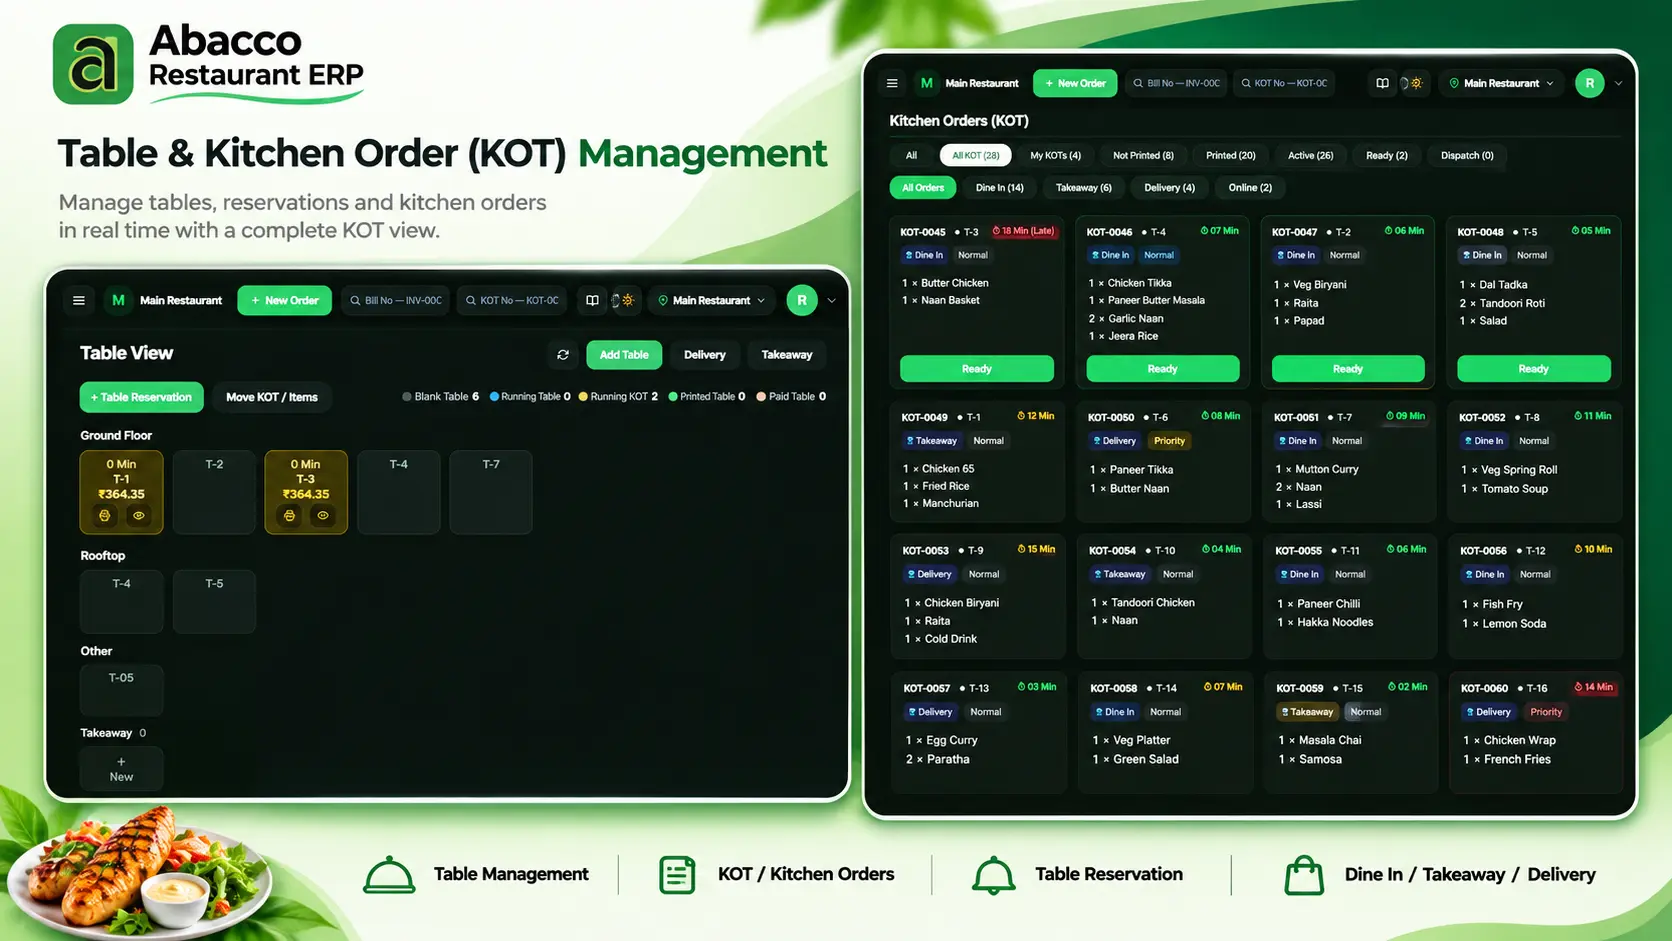 a
Abacco
Restaurant ERP
Table & Kitchen Order (KOT) Management
Manage tables, reservations and kitchen orders
in real time with a complete KOT view.
M Main Restaurant + New Order Bill No — INV-00C KOT No — KOT-0C Main Restaurant R
Table View
Add Table Delivery Takeaway
+ Table Reservation Move KOT / Items
Blank Table 6 Running Table 0 Running KOT 2 Printed Table 0 Paid Table 0
Ground Floor
0 Min
T-1
₹364.35
T-2
0 Min
T-3
₹364.35
T-4
T-7
Rooftop
T-4
T-5
Other
T-05
Takeaway 0
+
New
M Main Restaurant + New Order Bill No — INV-00C KOT No — KOT-0C Main Restaurant R
Kitchen Orders (KOT)
All All KOT (28) My KOTs (4) Not Printed (8) Printed (20) Active (26) Ready (2) Dispatch (0)
All Orders Dine In (14) Takeaway (6) Delivery (4) Online (2)
KOT-0045 • T-3 18 Min (Late)
Dine In Normal
1 × Butter Chicken
1 × Naan Basket
Ready
KOT-0046 • T-4 07 Min
Dine In Normal
1 × Chicken Tikka
1 × Paneer Butter Masala
2 × Garlic Naan
1 × Jeera Rice
Ready
KOT-0047 • T-2 06 Min
Dine In Normal
1 × Veg Biryani
1 × Raita
1 × Papad
Ready
KOT-0048 • T-5 05 Min
Dine In Normal
1 × Dal Tadka
2 × Tandoori Roti
1 × Salad
Ready
KOT-0049 • T-1 12 Min
Takeaway Normal
1 × Chicken 65
1 × Fried Rice
1 × Manchurian
KOT-0050 • T-6 08 Min
Delivery Priority
1 × Paneer Tikka
1 × Butter Naan
KOT-0051 • T-7 09 Min
Dine In Normal
1 × Mutton Curry
2 × Naan
1 × Lassi
KOT-0052 • T-8 11 Min
Dine In Normal
1 × Veg Spring Roll
1 × Tomato Soup
KOT-0053 • T-9 15 Min
Delivery Normal
1 × Chicken Biryani
1 × Raita
1 × Cold Drink
KOT-0054 • T-10 04 Min
Takeaway Normal
1 × Tandoori Chicken
1 × Naan
KOT-0055 • T-11 06 Min
Dine In Normal
1 × Paneer Chilli
1 × Hakka Noodles
KOT-0056 • T-12 10 Min
Dine In Normal
1 × Fish Fry
1 × Lemon Soda
KOT-0057 • T-13 03 Min
Delivery Normal
1 × Egg Curry
2 × Paratha
KOT-0058 • T-14 07 Min
Dine In Normal
1 × Veg Platter
1 × Green Salad
KOT-0059 • T-15 02 Min
Takeaway Normal
1 × Masala Chai
1 × Samosa
KOT-0060 • T-16 14 Min
Delivery Priority
1 × Chicken Wrap
1 × French Fries
Table Management
KOT / Kitchen Orders
Table Reservation
Dine In / Takeaway / Delivery